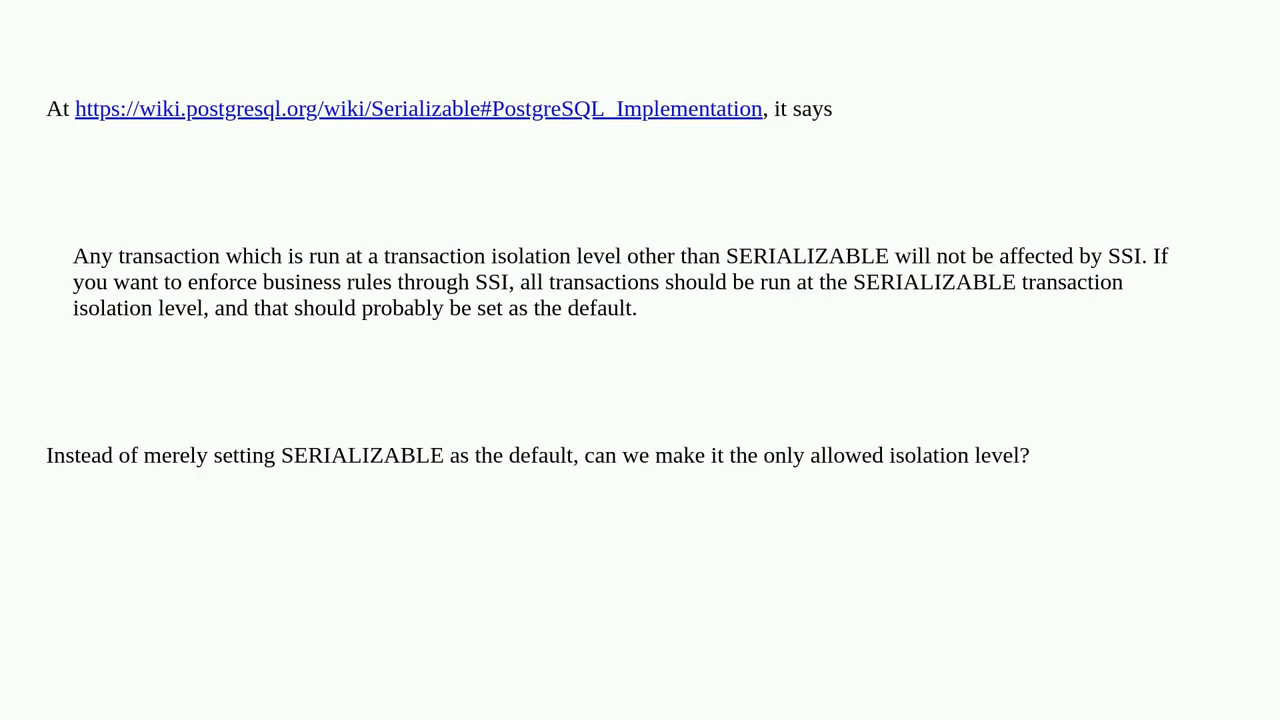 At https://wiki.postgresql.org/wiki/Serializable#PostgreSQL_Implementation, it says
Any transaction which is run at a transaction isolation level other than SERIALIZABLE will not be affected by SSI. If
you want to enforce business rules through SSI, all transactions should be run at the SERIALIZABLE transaction
isolation level, and that should probably be set as the default.
Instead of merely setting SERIALIZABLE as the default, can we make it the only allowed isolation level?